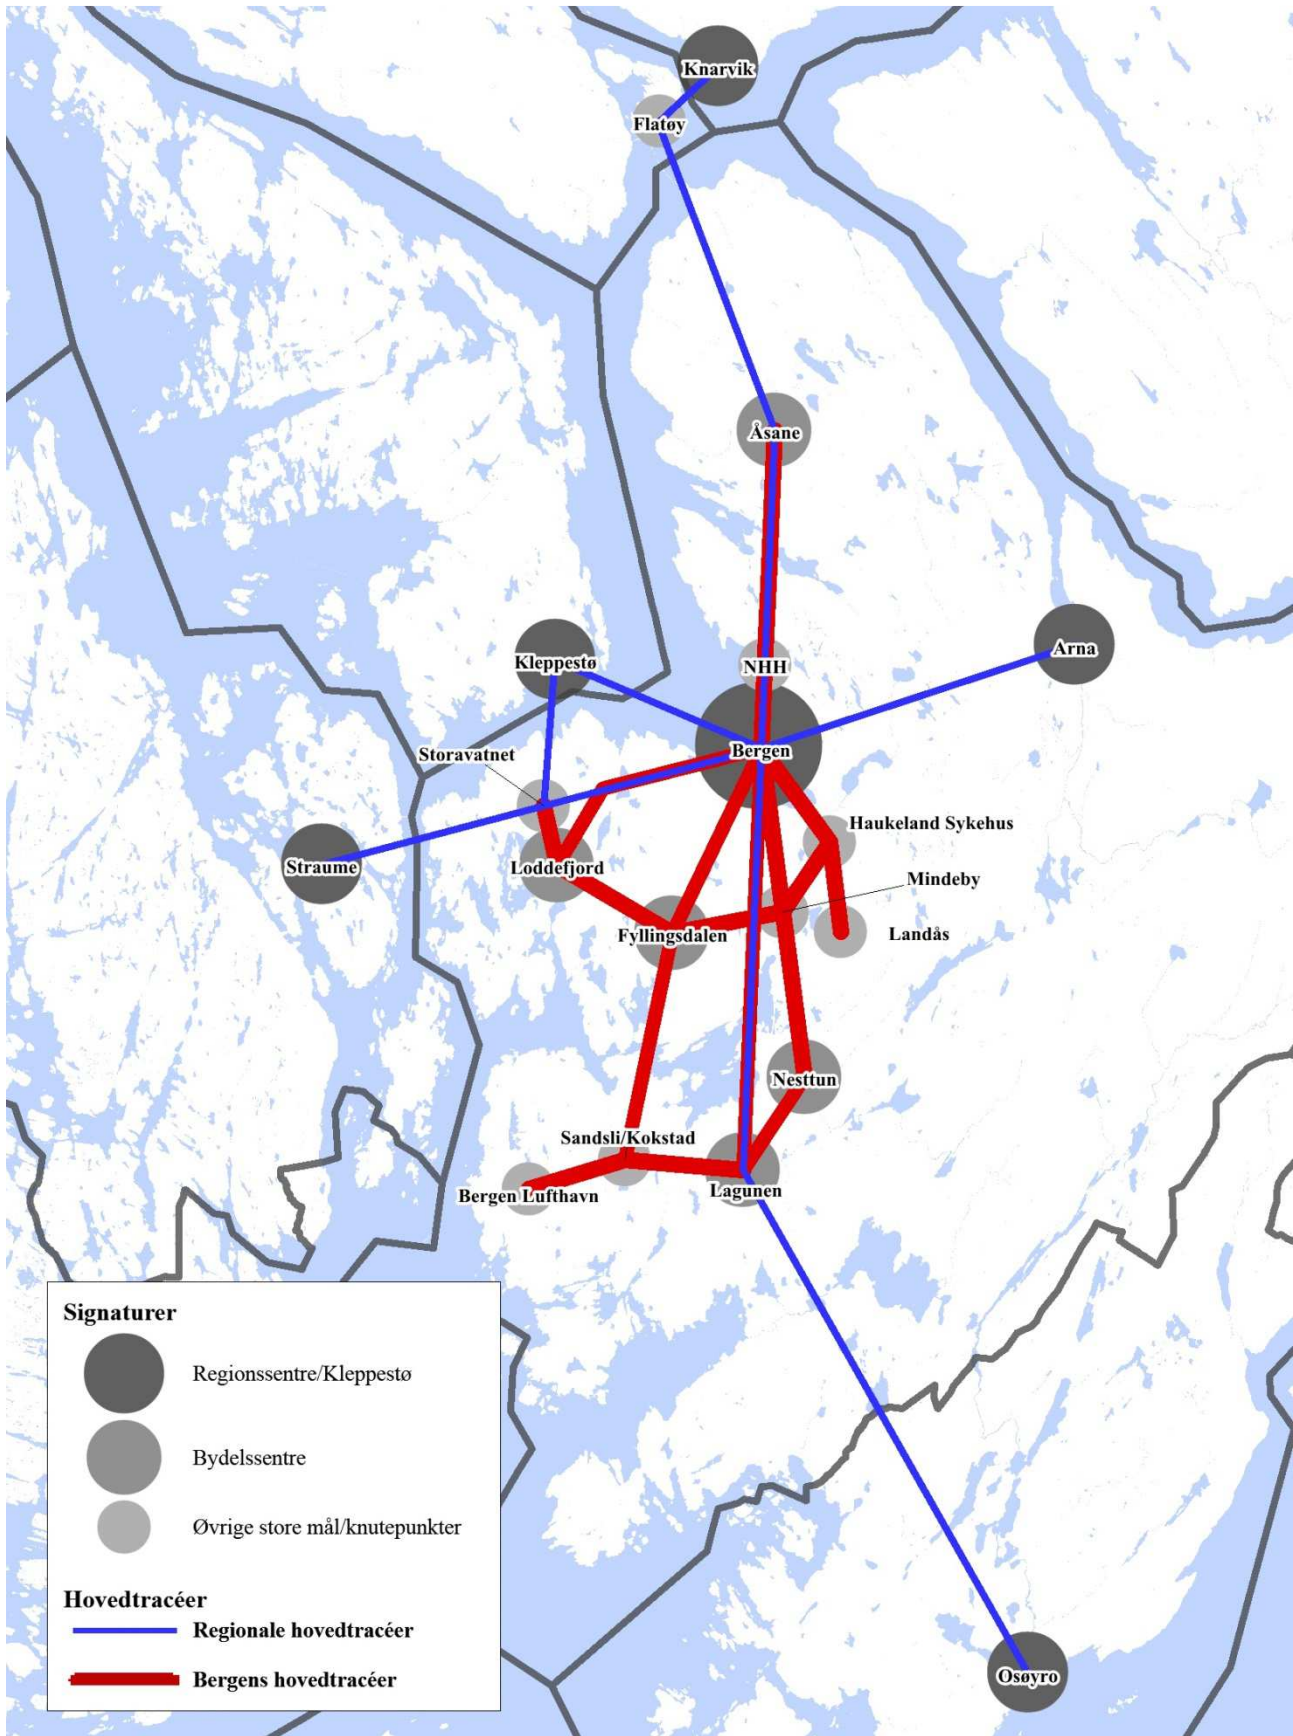 Knarvik
Flatøy
Åsane
Arna
Kleppestø
NHH
Bergen
Storavatnet
Haukeland Sykehus
Straume
Loddefjord
Mindeby
Fyllingsdalen
Landås
Nesttun
Sandsli/Kokstad
Lagunen
Bergen Lufthavn
Signaturer
Regionssentre/Kleppestø
Bydelssentre
Øvrige store mål/knutepunkter
Hovedtracéer
Regionale hovedtracéer
Bergens hovedtracéer
Osøyro